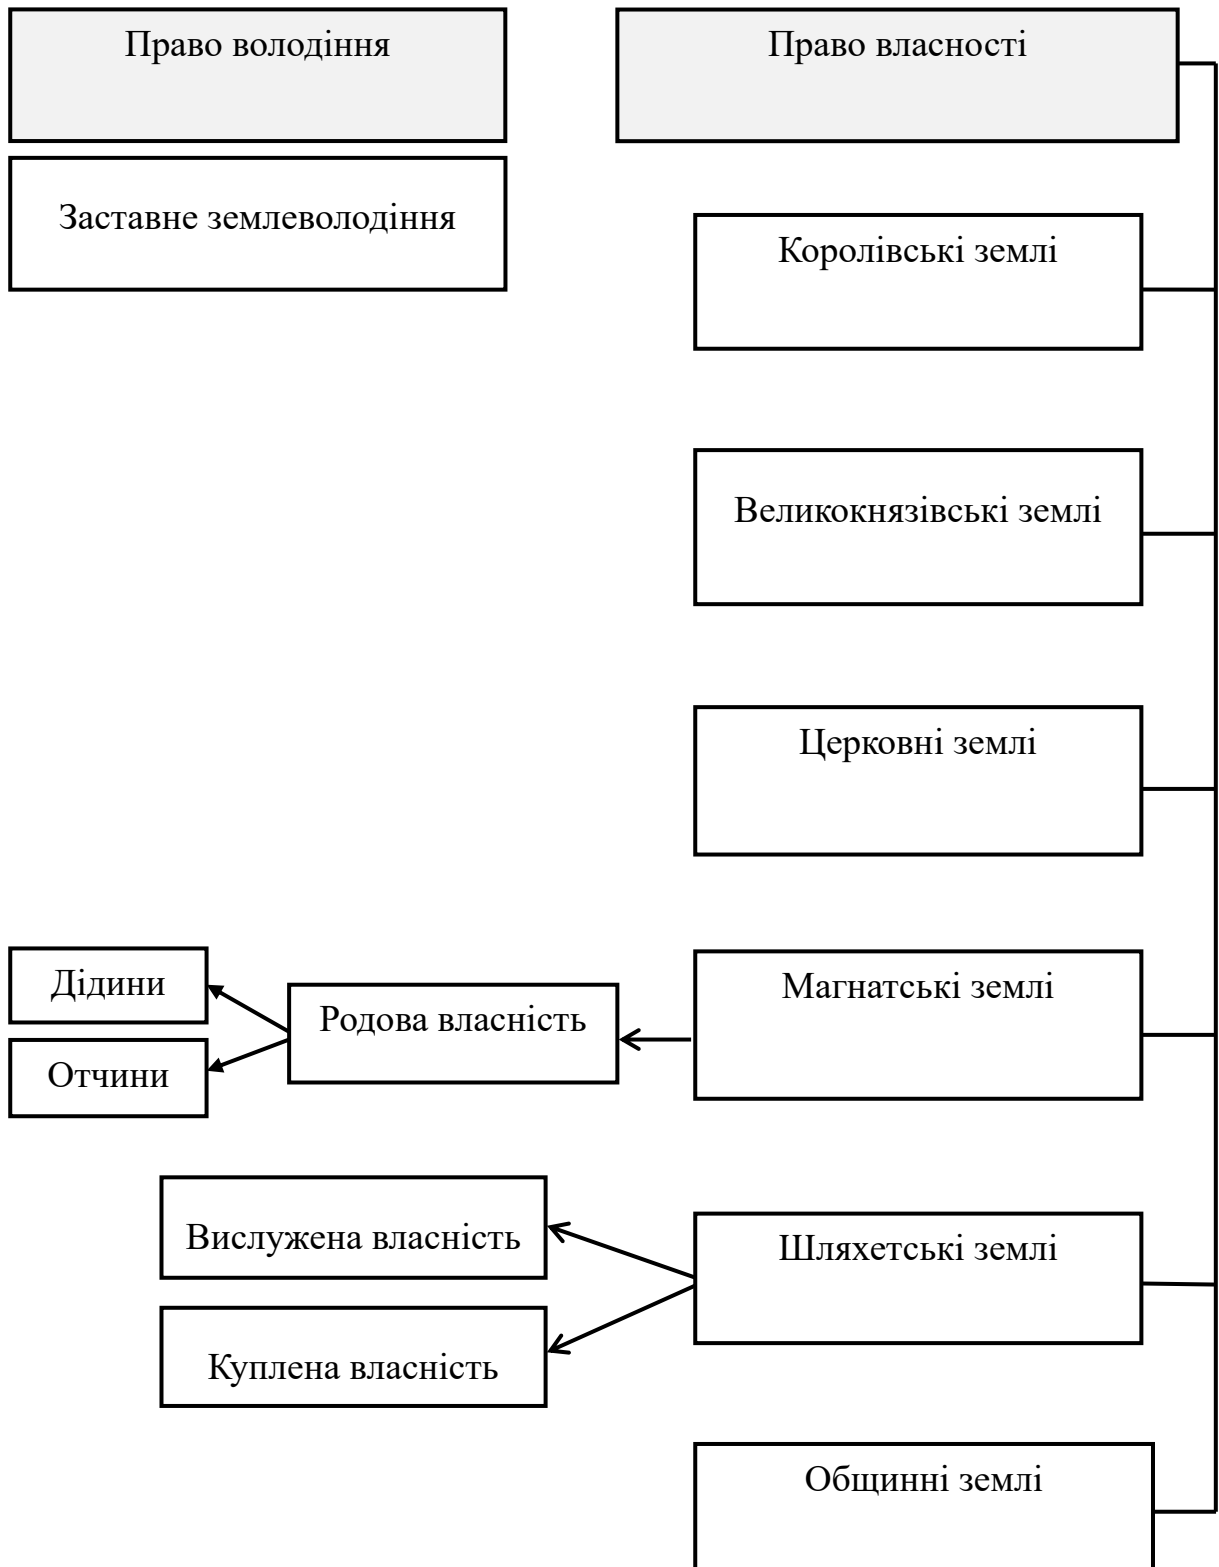 Право володіння
Право власності
Заставне землеволодіння
Королівські землі
Великокнязівські землі
Церковні землі
Магнатські землі
Родова власність
Дідини
Отчини
Шляхетські землі
Вислужена власність
Куплена власність
Общинні землі